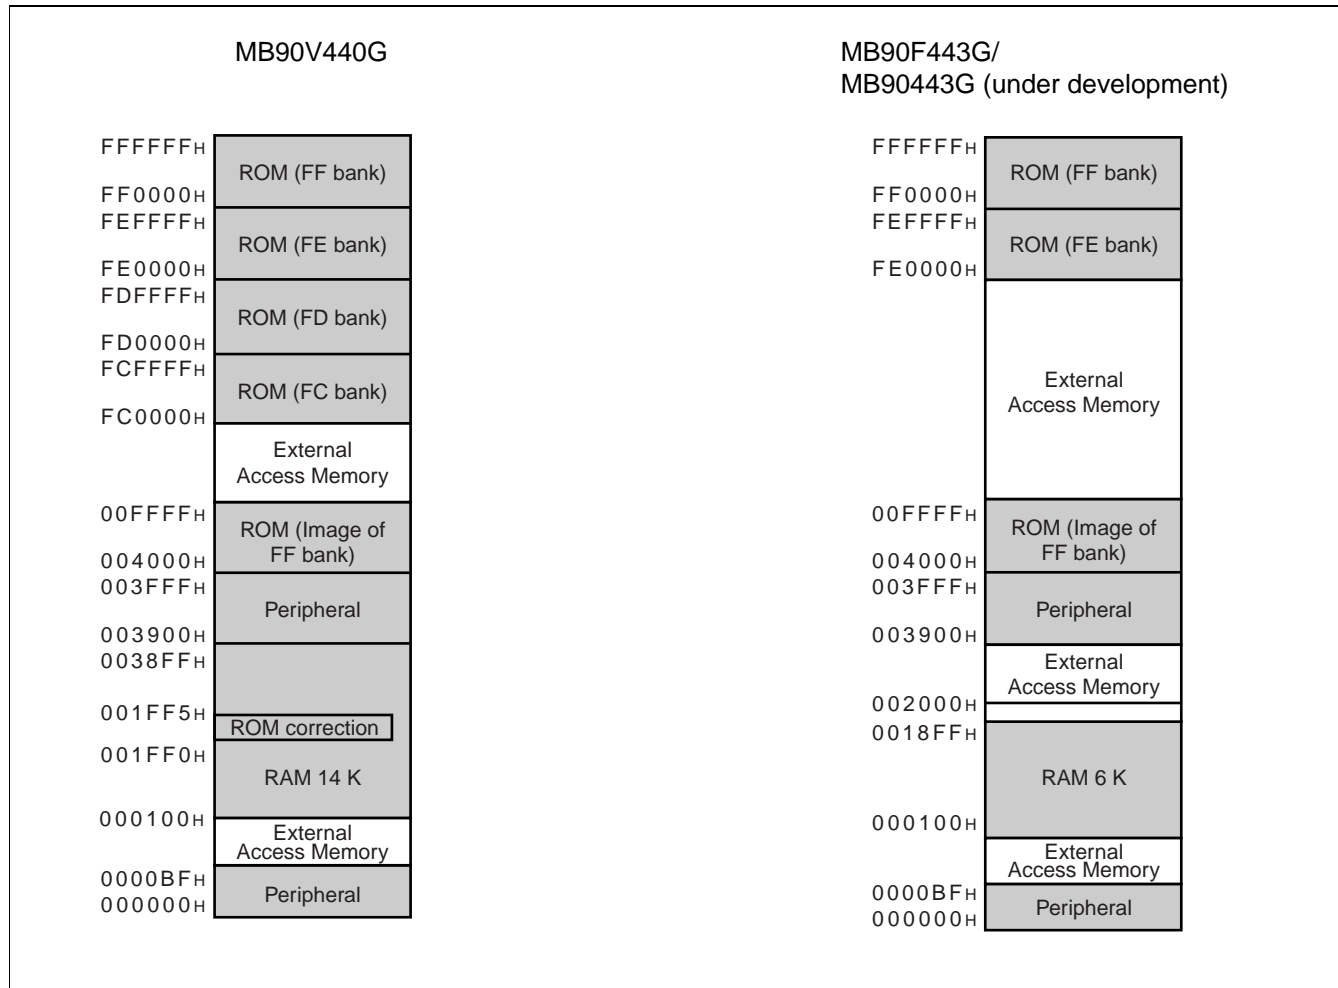 MB90V440G
FFFFFFH
ROM (FF bank)
FF0000H
FEFFFFH
ROM (FE bank)
FE0000H
FDFFFFH
ROM (FD bank)
FD0000H
FCFFFFH
ROM (FC bank)
FC0000H
External
Access Memory
00FFFFH
ROM (Image of
FF bank)
004000H
003FFFH
Peripheral
003900H
0038FFH
001FF5H
ROM correction
001FF0H
RAM 14 K
000100H
External
Access Memory
0000BFH
Peripheral
000000H
MB90F443G/
MB90443G (under development)
FFFFFFH
ROM (FF bank)
FF0000H
FEFFFFH
ROM (FE bank)
FE0000H
External
Access Memory
00FFFFH
ROM (Image of
FF bank)
004000H
003FFFH
Peripheral
003900H
External
Access Memory
002000H
0018FFH
RAM 6 K
000100H
External
Access Memory
0000BFH
Peripheral
000000H